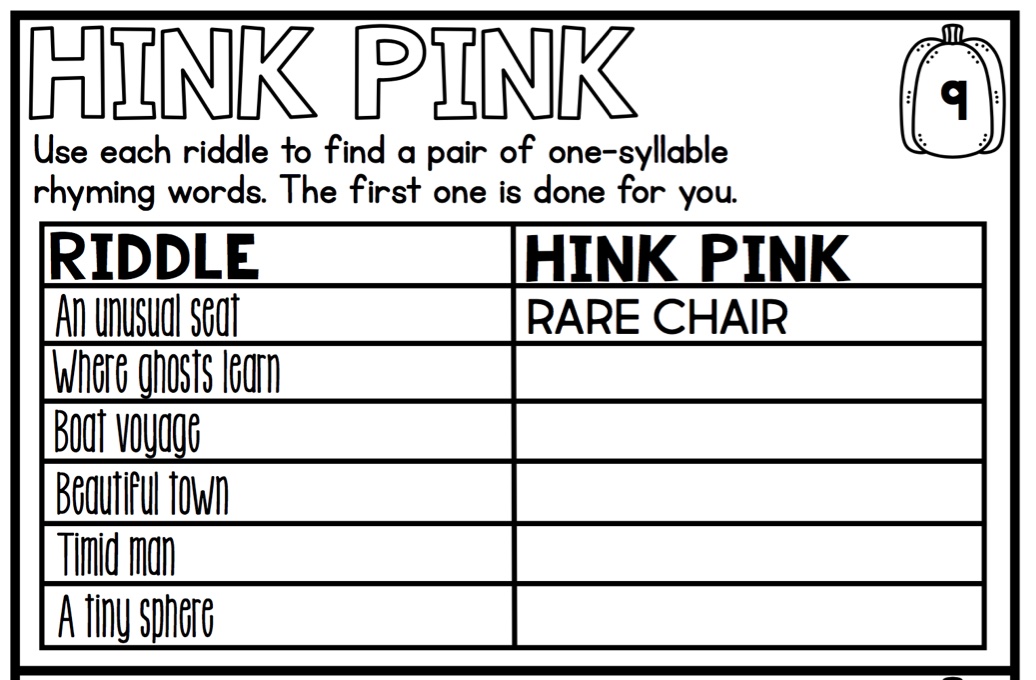 HINK PINK
9
Use each riddle to find a pair of one-syllable
rhyming words. The first one is done for you.
RIDDLE HINK PINK
An unusual seat RARE CHAIR
Where ghosts learn
Boat voyage
Beautiful town
Timid man
A tiny sphere